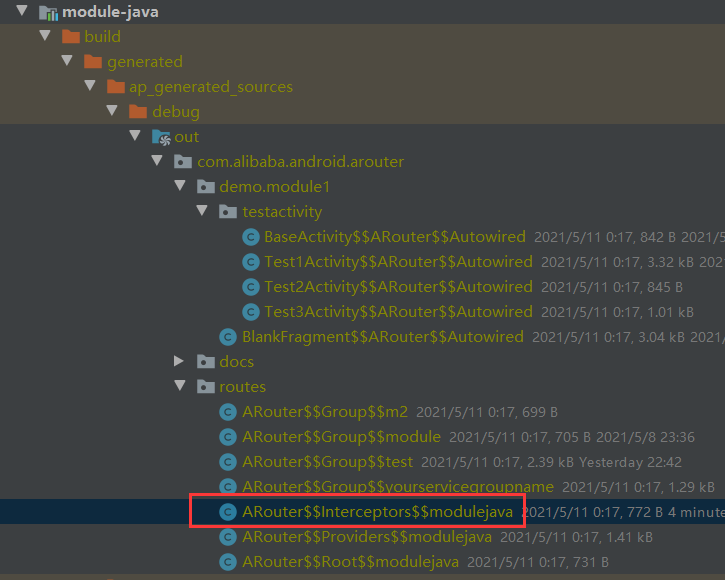 module-java
build
generated
ap_generated_sources
debug
out
com.alibaba.android.arouter
demo.module1
testactivity
C BaseActivity$$ARouter$$Autowired 2021/5/11 0:17, 842 B 2021/5
C Test1Activity$$ARouter$$Autowired 2021/5/11 0:17, 3.32 kB 202
C Test2Activity$$ARouter$$Autowired 2021/5/11 0:17, 845 B
C Test3Activity$$ARouter$$Autowired 2021/5/11 0:17, 1.01 kB
C BlankFragment$$ARouter$$Autowired 2021/5/11 0:17, 3.04 kB 2021/
docs
routes
C ARouter$$Group$$m2 2021/5/11 0:17, 699 B
C ARouter$$Group$$module 2021/5/11 0:17, 705 B 2021/5/8 23:36
C ARouter$$Group$$test 2021/5/11 0:17, 2.39 kB Yesterday 22:42
C ARouter$$Group$$yourservicegroupname 2021/5/11 0:17, 1.29 kB
C ARouter$$Interceptors$$modulejava 2021/5/11 0:17, 772 B 4 minute
C ARouter$$Providers$$modulejava 2021/5/11 0:17, 1.41 kB
C ARouter$$Root$$modulejava 2021/5/11 0:17, 731 B